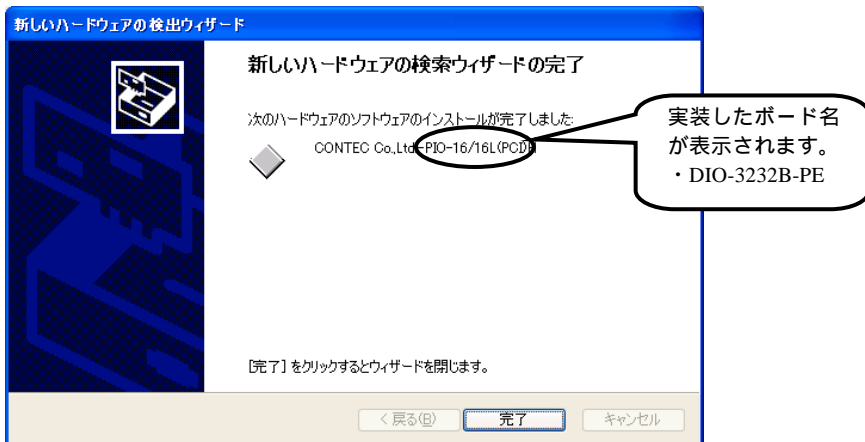 新しいハードウェアの検出ウィザード
新しいハードウェアの検索ウィザードの完了
次のハードウェアのソフトウェアのインストールが完了しました:
CONTEC Co.,Ltd.-PIO-16/16L(PCI)H
実装したボード名
が表示されます。
・DIO-3232B-PE
[完了] をクリックするとウィザードを閉じます。
< 戻る(B)
完了
キャンセル